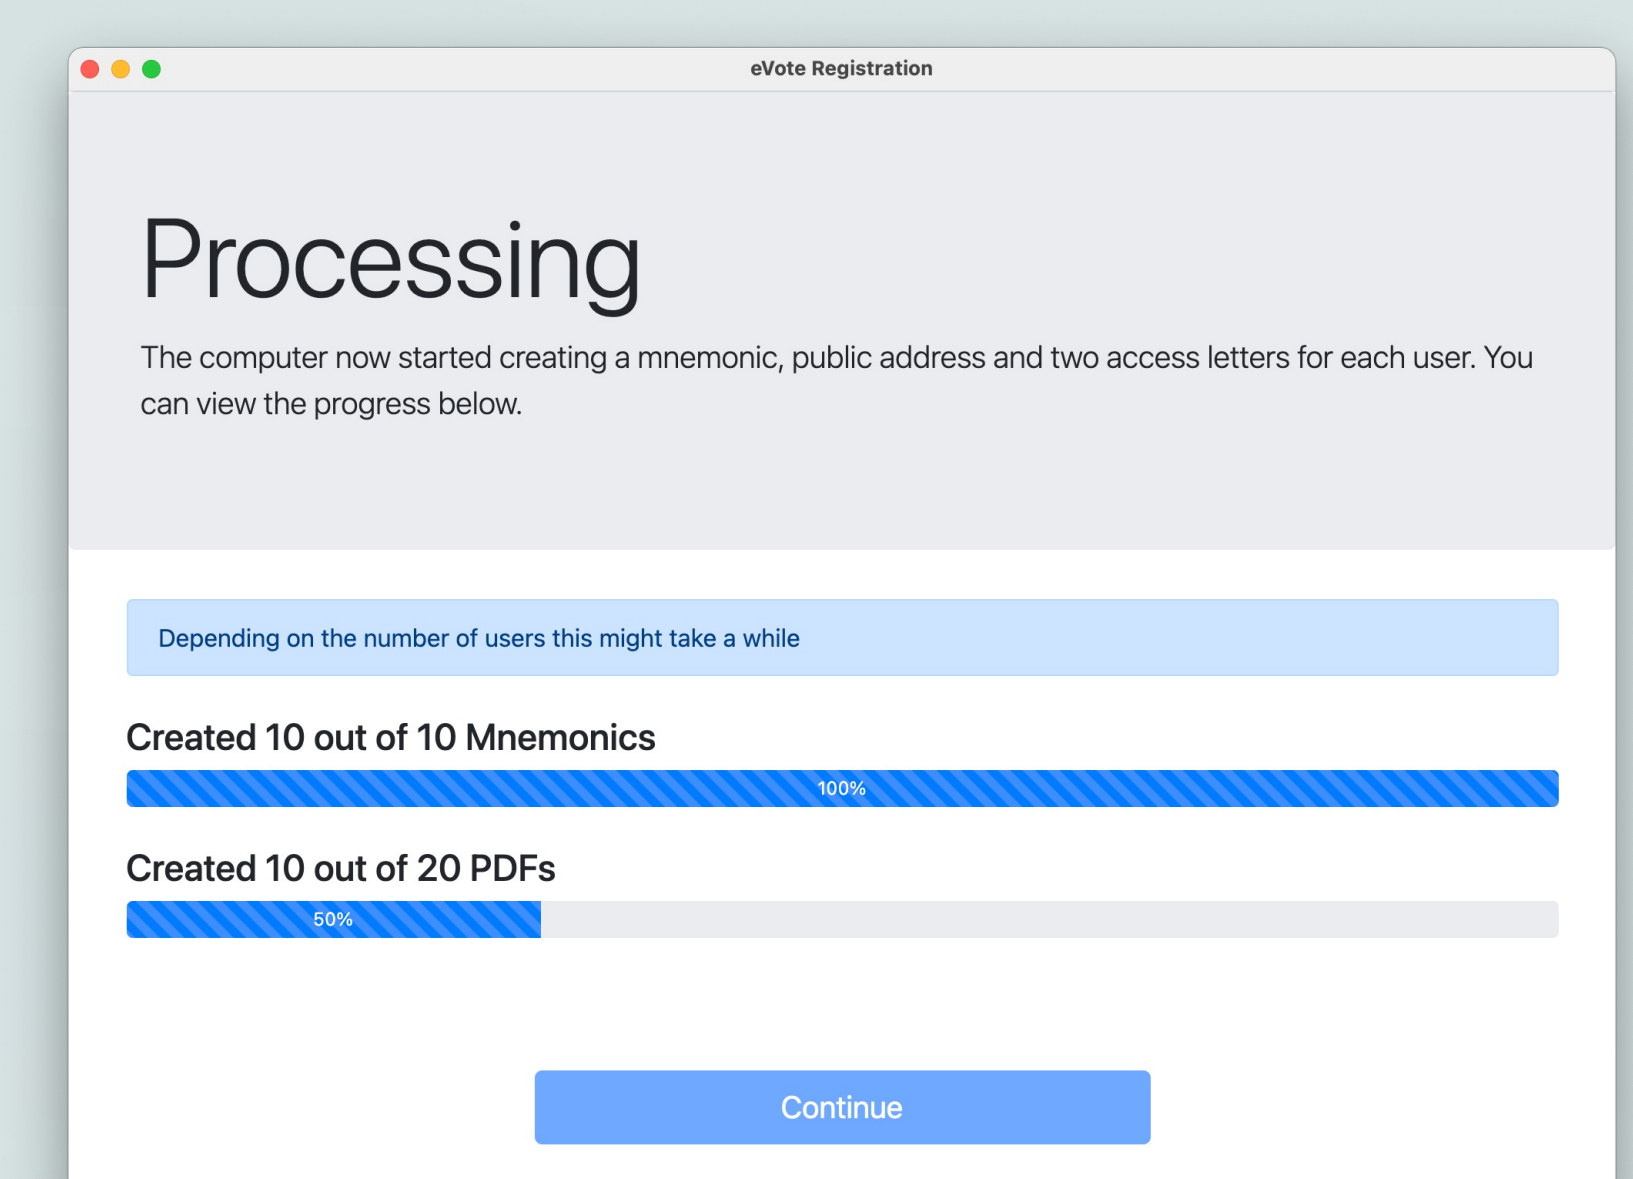 eVote Registration
Processing
The computer now started creating a mnemonic, public address and two access letters for each user. You
can view the progress below.
Depending on the number of users this might take a while
Created 10 out of 10 Mnemonics
100%
Created 10 out of 20 PDFs
50%
Continue